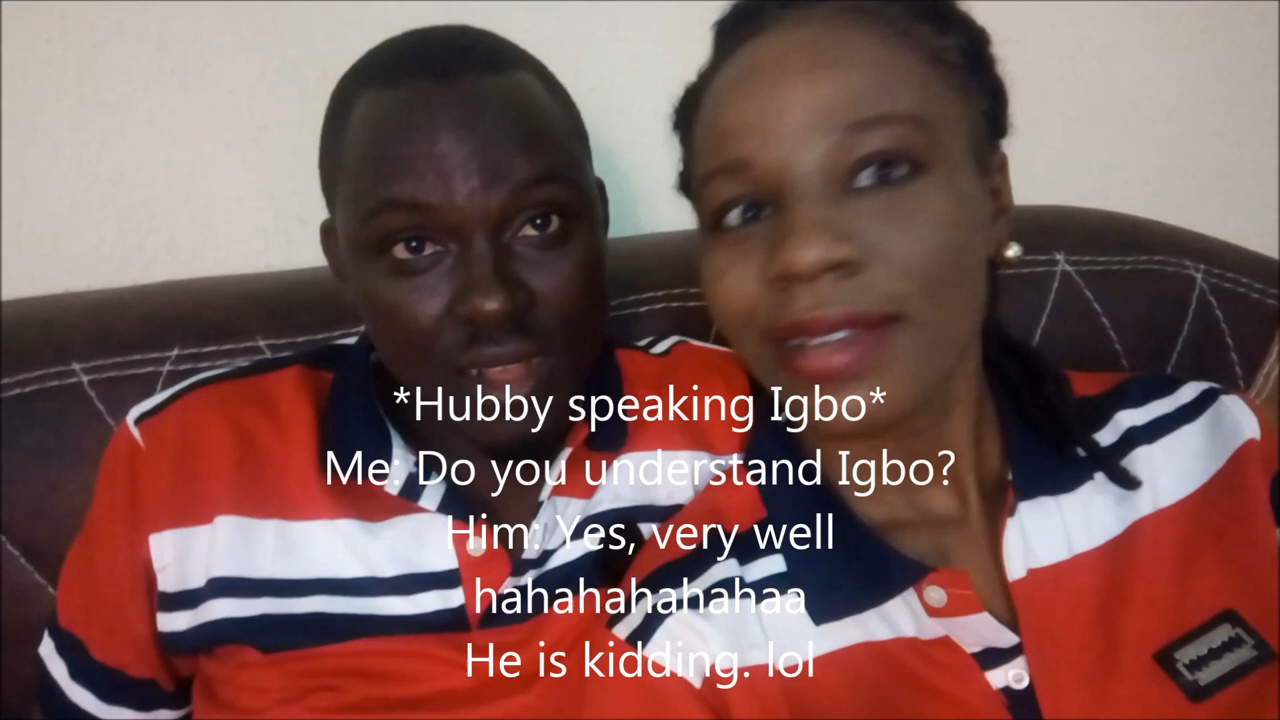 *Hubby speaking Igbo*
Me: Do you understand Igbo?
Him: Yes, very well
hahahahahahaa
He is kidding. lol